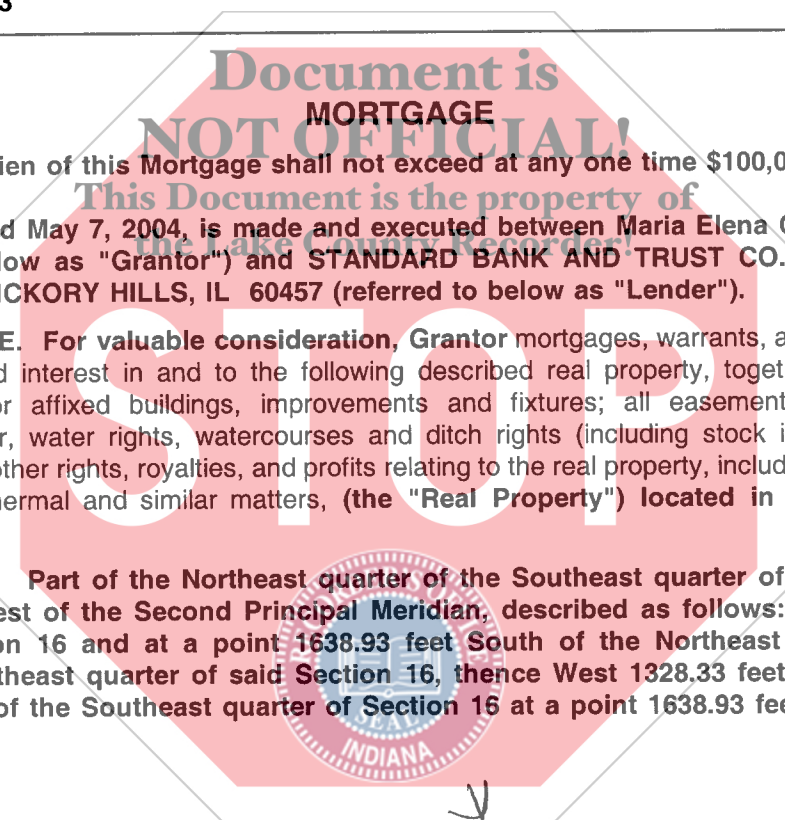 3
Document is
MORTGAGE
NOT OFFICIAL!
ien of this Mortgage shall not exceed at any one time $100,0
This Document is the property of
d May 7, 2004, is made and executed between Maria Elena
the Lake County Recorder!
low as "Grantor") and STANDARD BANK AND TRUST CO.
ICKORY HILLS, IL 60457 (referred to below as "Lender").
E. For valuable consideration, Grantor mortgages, warrants, a
d interest in and to the following described real property, toget
or affixed buildings, improvements and fixtures; all easement
r, water rights, watercourses and ditch rights (including stock i
other rights, royalties, and profits relating to the real property, includ
hermal and similar matters, (the "Real Property") located in
STOP
Part of the Northeast quarter of the Southeast quarter of
est of the Second Principal Meridian, described as follows:
on 16 and at a point 1638.93 feet South of the Northeast
theast quarter of said Section 16, thence West 1328.33 feet
of the Southeast quarter of Section 16 at a point 1638.93 fee
SEAL
INDIANA